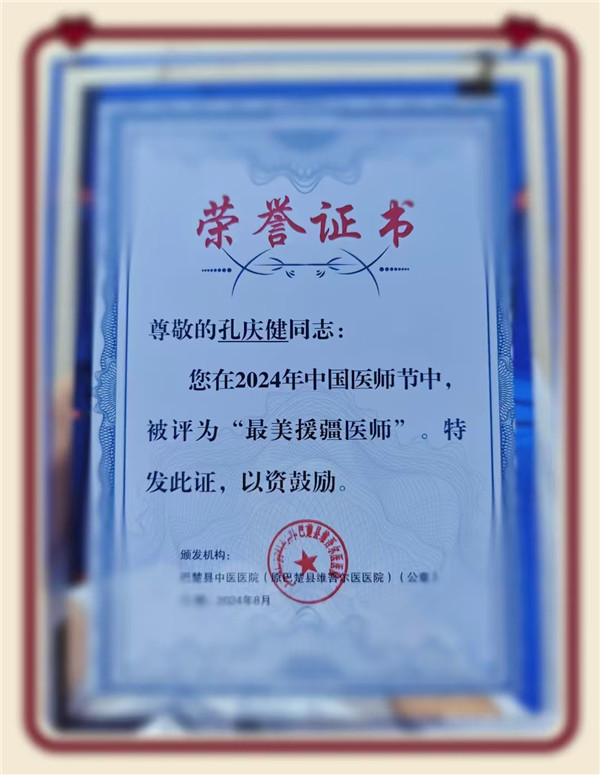 荣誉证书
尊敬的孔庆健同志：
您在2024年中国医师节中，
被评为“最美援疆医师”。特
发此证，以资鼓励。
颁发机构：
巴楚县中医医院（原巴楚县维吾尔医医院）（公章）
2024年8月